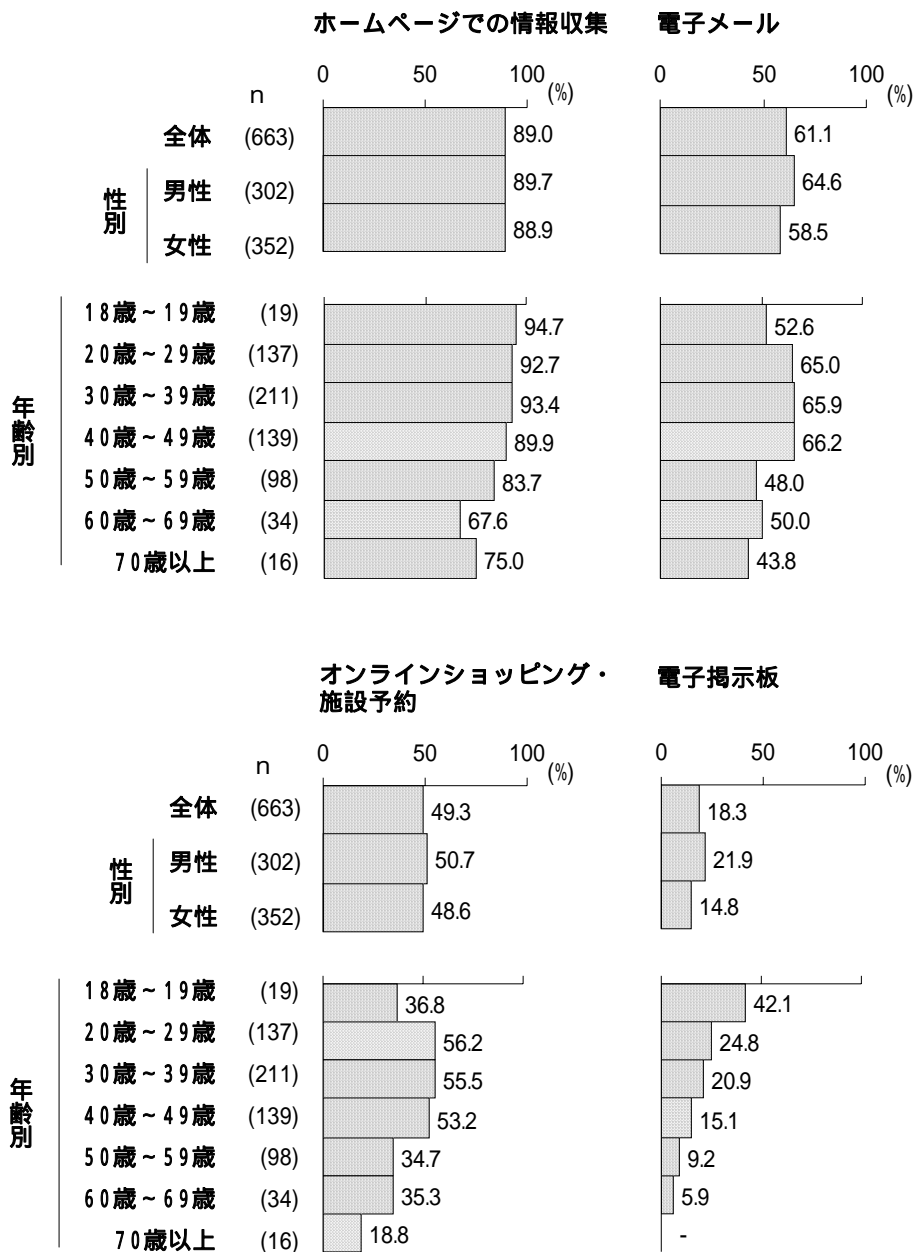 ホームページでの情報収集 電子メール
0 50 100 (%) 0 50 100 (%)
n
全体 (663) 89.0 61.1
性別
男性 (302) 89.7 64.6
女性 (352) 88.9 58.5
年齢別
18歳~19歳 (19) 94.7 52.6
20歳~29歳 (137) 92.7 65.0
30歳~39歳 (211) 93.4 65.9
40歳~49歳 (139) 89.9 66.2
50歳~59歳 (98) 83.7 48.0
60歳~69歳 (34) 67.6 50.0
70歳以上 (16) 75.0 43.8
オンラインショッピング・ 電子掲示板
施設予約
0 50 100 (%) 0 50 100 (%)
n
全体 (663) 49.3 18.3
性別
男性 (302) 50.7 21.9
女性 (352) 48.6 14.8
年齢別
18歳~19歳 (19) 36.8 42.1
20歳~29歳 (137) 56.2 24.8
30歳~39歳 (211) 55.5 20.9
40歳~49歳 (139) 53.2 15.1
50歳~59歳 (98) 34.7 9.2
60歳~69歳 (34) 35.3 5.9
70歳以上 (16) 18.8 -